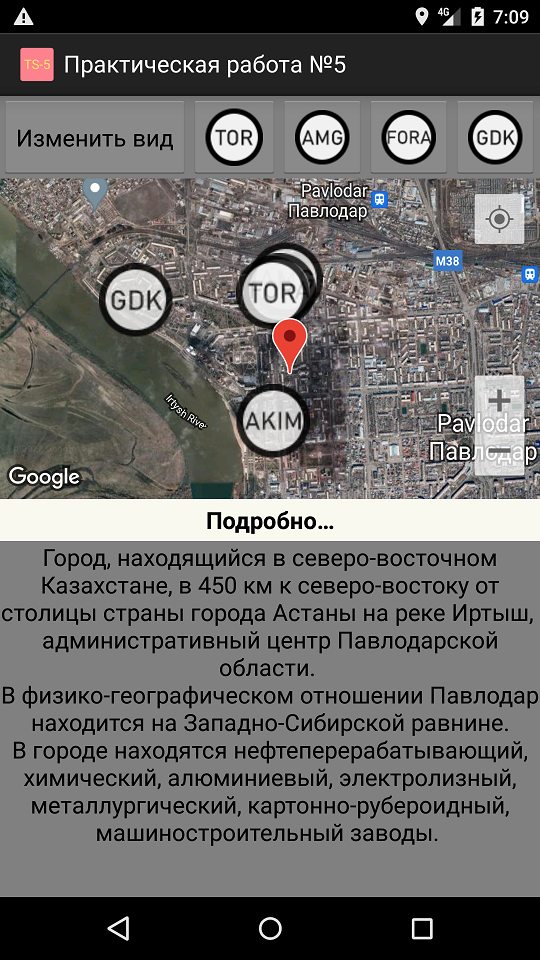 4G
7:09
TS-5
Практическая работа №5
Изменить вид
TOR
AMG
FORA
GDK
Pavlodar
Павлодар
M38
GDK
TOR
AKIM
Irtysh River
Pavlodar
Павлодар
Google
Подробно...
Город, находящийся в северо-восточном
Казахстане, в 450 км к северо-востоку от
столицы страны города Астаны на реке Иртыш,
административный центр Павлодарской
области.
В физико-географическом отношении Павлодар
находится на Западно-Сибирской равнине.
В городе находятся нефтеперерабатывающий,
химический, алюминиевый, электролизный,
металлургический, картонно-рубероидный,
машиностроительный заводы.